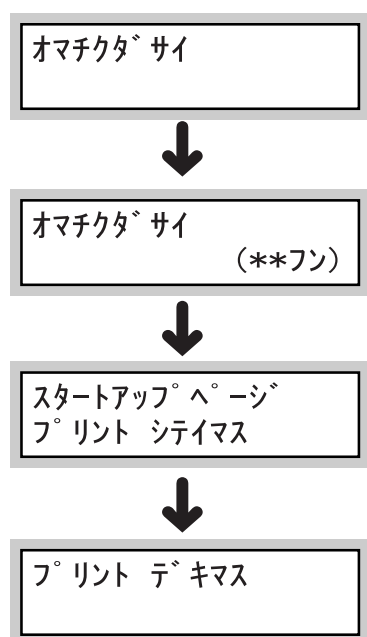 オマチクダサイ
オマチクダサイ
(**フン)
スタートアップページ
プリント シテイマス
プリント デキマス